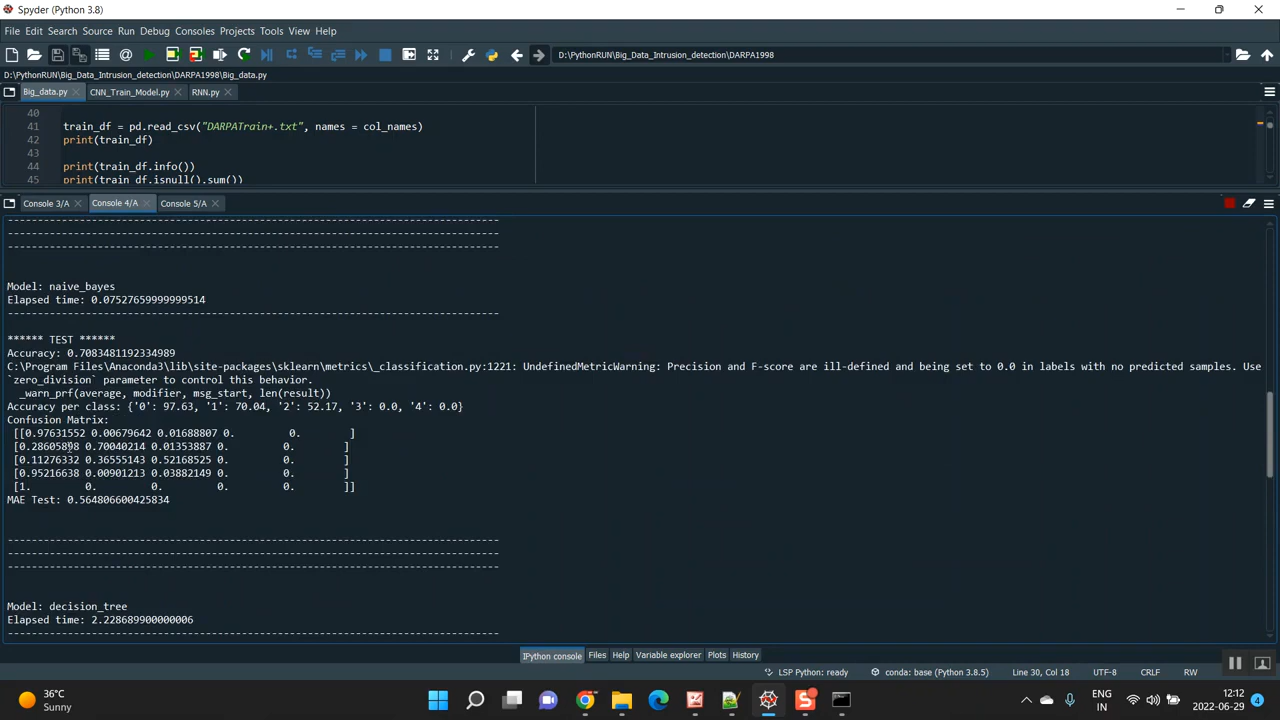 Spyder (Python 3.8)
File Edit Search Source Run Debug Consoles Projects Tools View Help
D:\PythonRUN\Big_Data_Intrusion_detection\DARPA1998
D:\PythonRUN\Big_Data_Intrusion_detection\DARPA1998\Big_data.py
Big_data.py CNN_Train_Model.py RNN.py
40
41 train_df = pd.read_csv("DARPATrain+.txt", names = col_names)
42 print(train_df)
43
44 print(train_df.info())
45 print(train_df.isnull().sum())
Console 3/A Console 4/A Console 5/A
-------------------------------------------------------------------------
-------------------------------------------------------------------------
-------------------------------------------------------------------------
Model: naive_bayes
Elapsed time: 0.07527659999999514
-------------------------------------------------------------------------
****** TEST ******
Accuracy: 0.7083481192334989
C:\Program Files\Anaconda3\lib\site-packages\sklearn\metrics\_classification.py:1221: UndefinedMetricWarning: Precision and F-score are ill-defined and being set to 0.0 in labels with no predicted samples. Use
`zero_division` parameter to control this behavior.
_warn_prf(average, modifier, msg_start, len(result))
Accuracy per class: {'0': 97.63, '1': 70.04, '2': 52.17, '3': 0.0, '4': 0.0}
Confusion Matrix:
[[0.97631552 0.00679642 0.01688807 0. 0. ]
[0.28605898 0.70040214 0.01353887 0. 0. ]
[0.11276332 0.36555143 0.52168525 0. 0. ]
[0.95216638 0.00901213 0.03882149 0. 0. ]
[1. 0. 0. 0. 0. ]]
MAE Test: 0.564806600425834
-------------------------------------------------------------------------
-------------------------------------------------------------------------
-------------------------------------------------------------------------
Model: decision_tree
Elapsed time: 2.228689900000006
-------------------------------------------------------------------------
IPython console Files Help Variable explorer Plots History
LSP Python: ready conda: base (Python 3.8.5) Line 30, Col 18 UTF-8 CRLF RW
36°C
Sunny
ENG
IN
12:12
2022-06-29
4